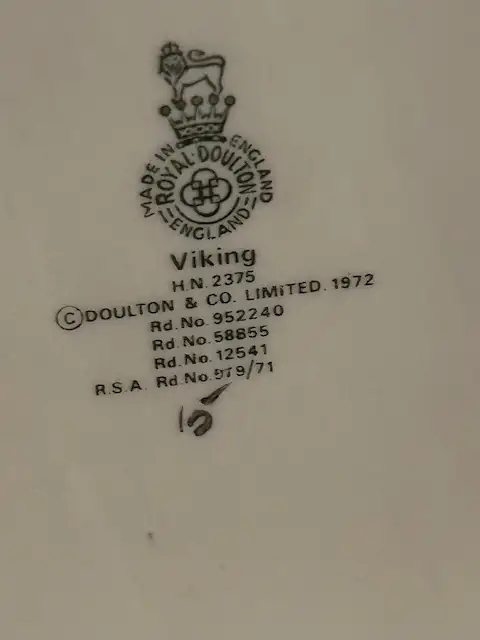 MADE IN ENGLAND
ROYAL·DOULTON
ENGLAND
Viking
H.N. 2375
© DOULTON & CO. LIMITED. 1972
Rd. No. 952240
Rd. No. 58855
Rd. No. 12541
R.S.A. Rd. No. 979/71